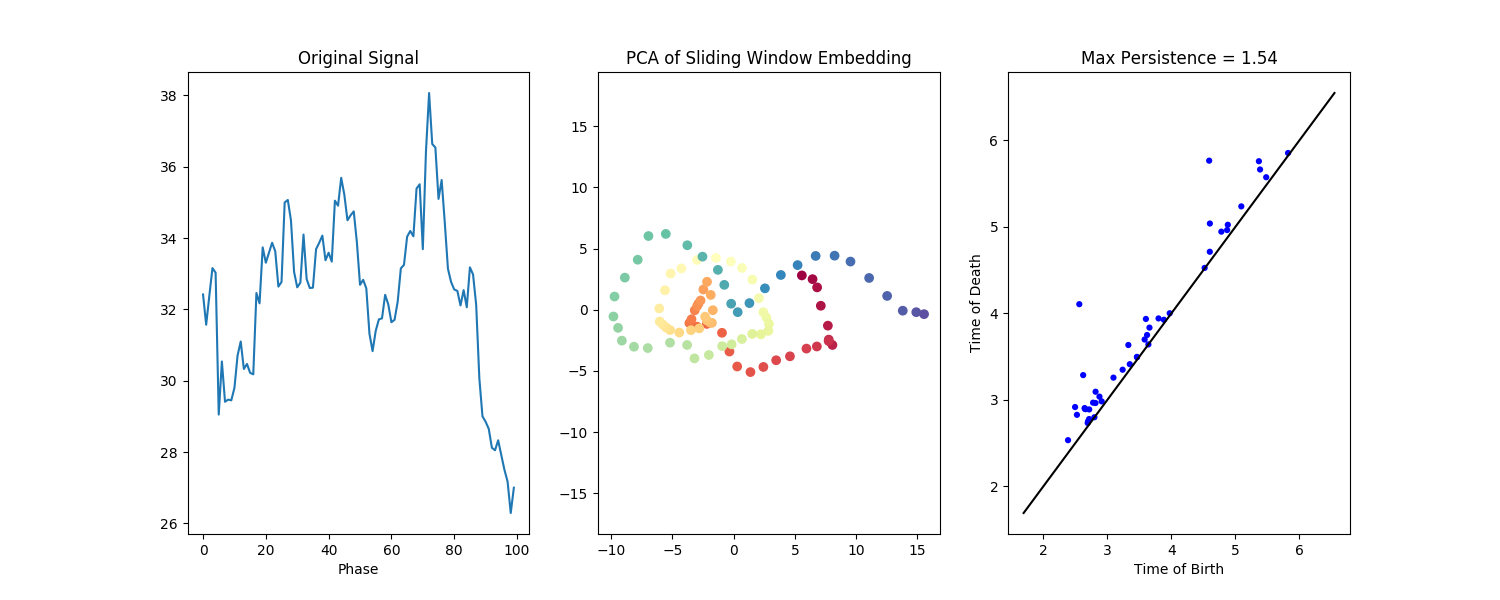 Original Signal
38
36
34
32
30
28
26
0 20 40 60 80 100
Phase
PCA of Sliding Window Embedding
15
10
5
0
−5
−10
−15
−10 −5 0 5 10 15
Max Persistence = 1.54
Time of Death
6
5
4
3
2
2 3 4 5 6
Time of Birth